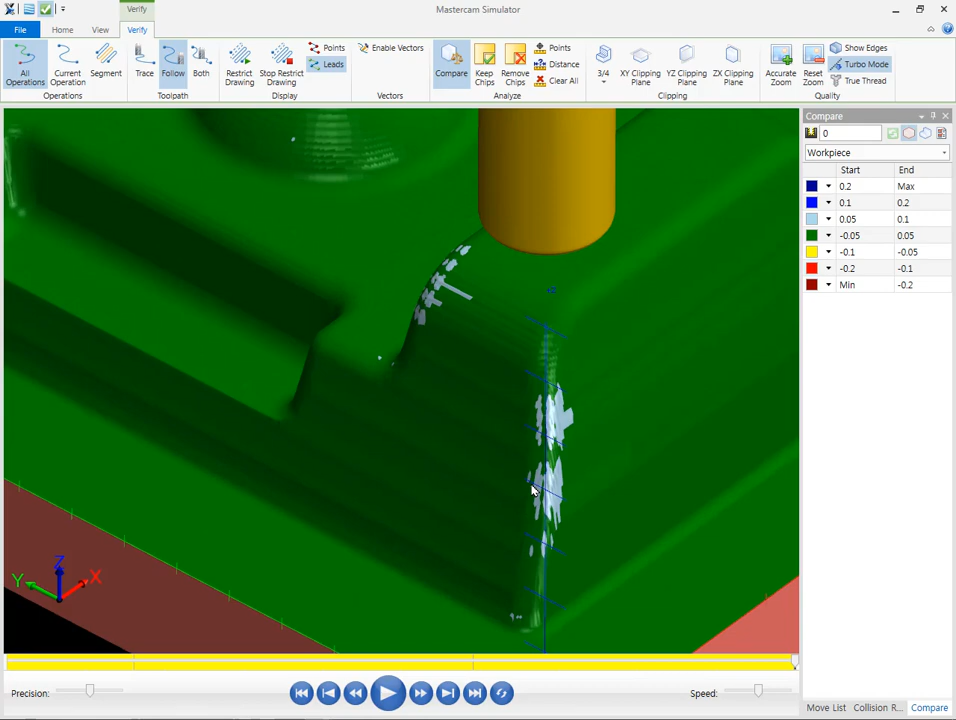 Verify
Mastercam Simulator
File
Home
View
Verify
All Operations
Current Operation
Segment
Operations
Trace
Follow
Both
Toolpath
Restrict Drawing
Stop Restrict Drawing
Points
Leads
Display
Enable Vectors
Vectors
Compare
Keep Chips
Remove Chips
Points
Distance
Clear All
Analyze
3/4
XY Clipping Plane
YZ Clipping Plane
ZX Clipping Plane
Clipping
Accurate Zoom
Reset Zoom
Show Edges
Turbo Mode
True Thread
Quality
Compare
0
Workpiece
Start End
0.2 Max
0.1 0.2
0.05 0.1
-0.05 0.05
-0.1 -0.05
-0.2 -0.1
Min -0.2
Z
Y
X
Precision:
Speed:
Move List
Collision R...
Compare